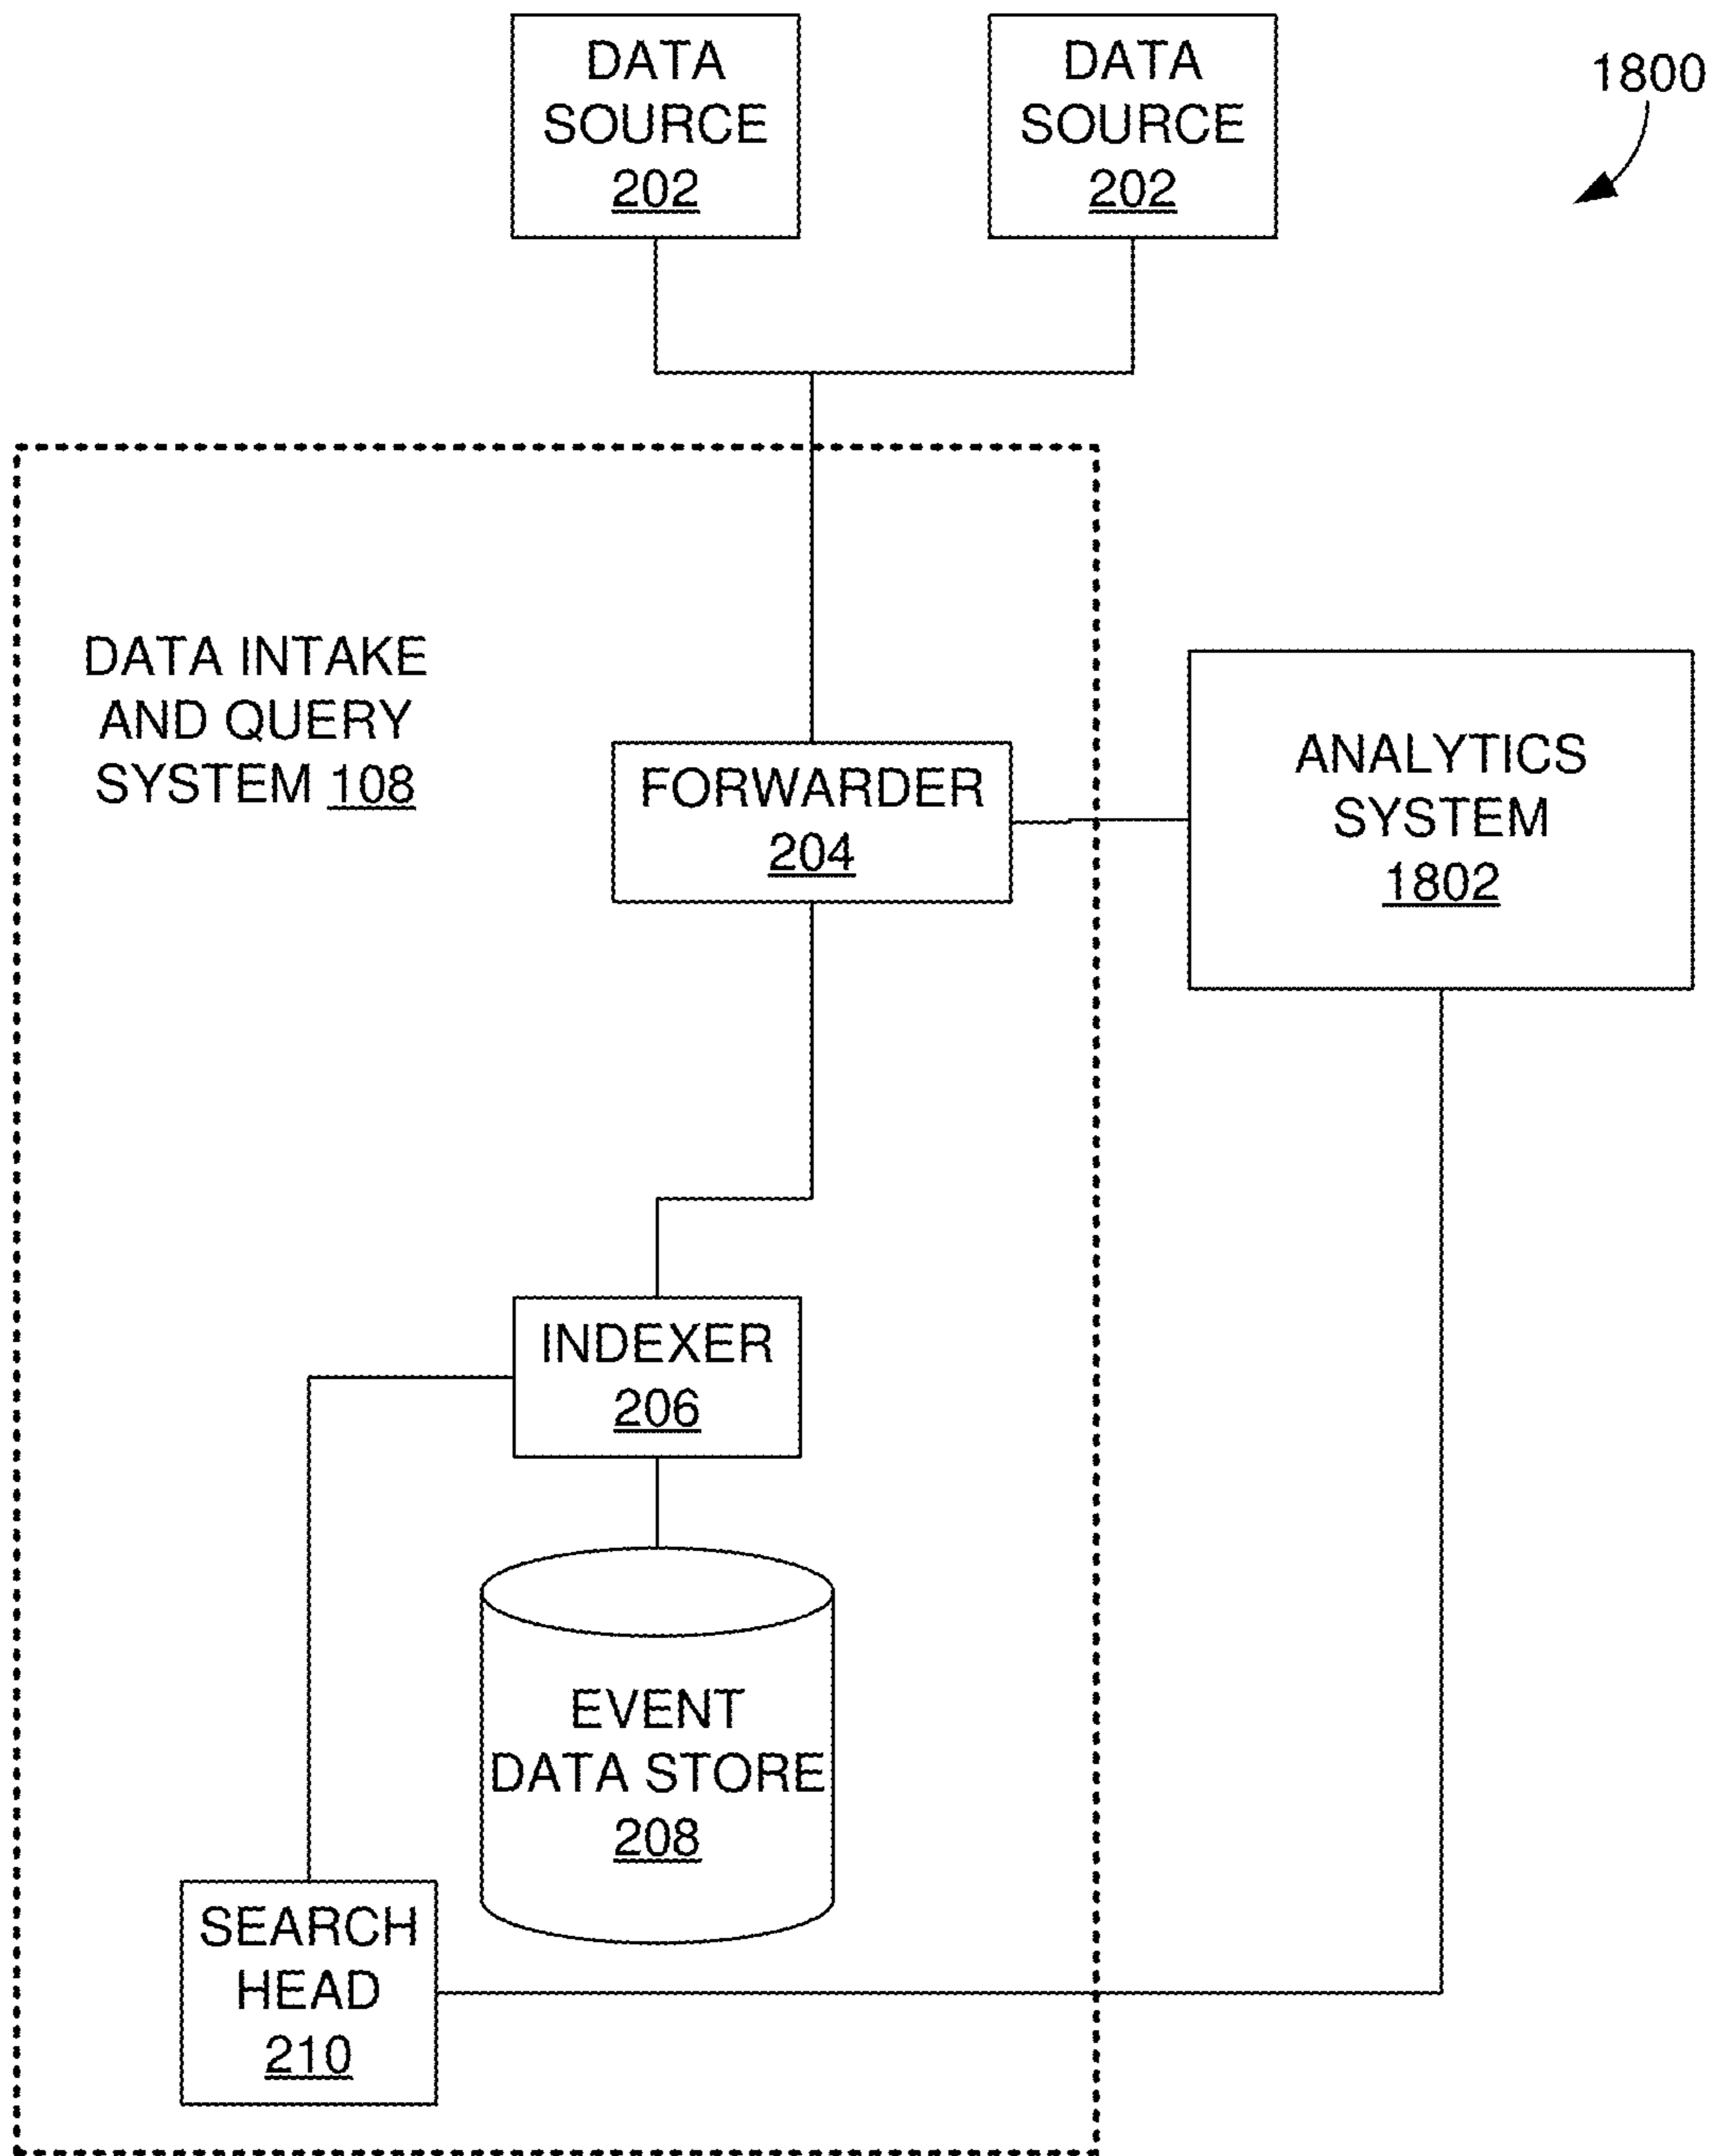 DATA
SOURCE
202
DATA
SOURCE
202
1800
DATA INTAKE
AND QUERY
SYSTEM 108
FORWARDER
204
ANALYTICS
SYSTEM
1802
INDEXER
206
EVENT
DATA STORE
208
SEARCH
HEAD
210